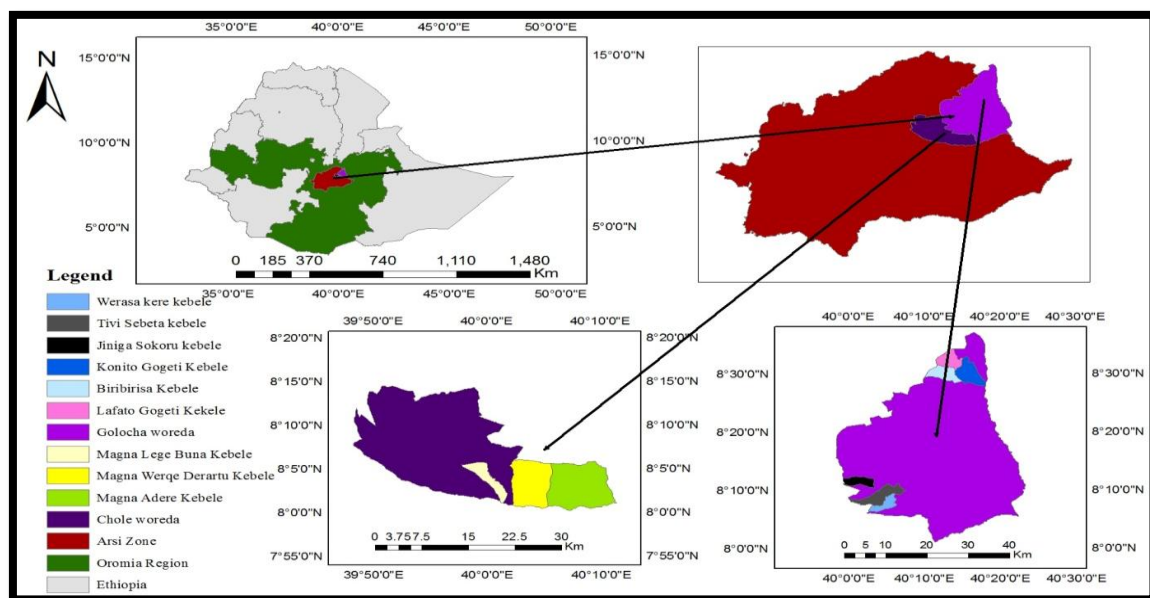 35°0'0"E 40°0'0"E 45°0'0"E 50°0'0"E
N
15°0'0"N 15°0'0"N
10°0'0"N 10°0'0"N
5°0'0"N 5°0'0"N
0 185 370 740 1,110 1,480
Km
35°0'0"E 40°0'0"E 45°0'0"E 50°0'0"E
Legend
Werasa kere kebele
Tivi Sebeta kebele
Jiniga Sokoru kebele
Konito Gogeti Kebele
Biribirisa Kebele
Lafato Gogeti Kekele
Golocha woreda
Magna Lege Buna Kebele
Magna Werqe Derartu Kebele
Magna Adere Kebele
Chole woreda
Arsi Zone
Oromia Region
Ethiopia
39°50'0"E 40°0'0"E 40°10'0"E
8°20'0"N 8°20'0"N
8°15'0"N 8°15'0"N
8°10'0"N 8°10'0"N
8°5'0"N 8°5'0"N
8°0'0"N 8°0'0"N
7°55'0"N 7°55'0"N
0 3.75 7.5 15 22.5 30
Km
39°50'0"E 40°0'0"E 40°10'0"E
40°0'0"E 40°10'0"E 40°20'0"E 40°30'0"E
8°30'0"N 8°30'0"N
8°20'0"N 8°20'0"N
8°10'0"N 8°10'0"N
8°0'0"N 8°0'0"N
0 5 10 20 30 40
Km
40°0'0"E 40°10'0"E 40°20'0"E 40°30'0"E